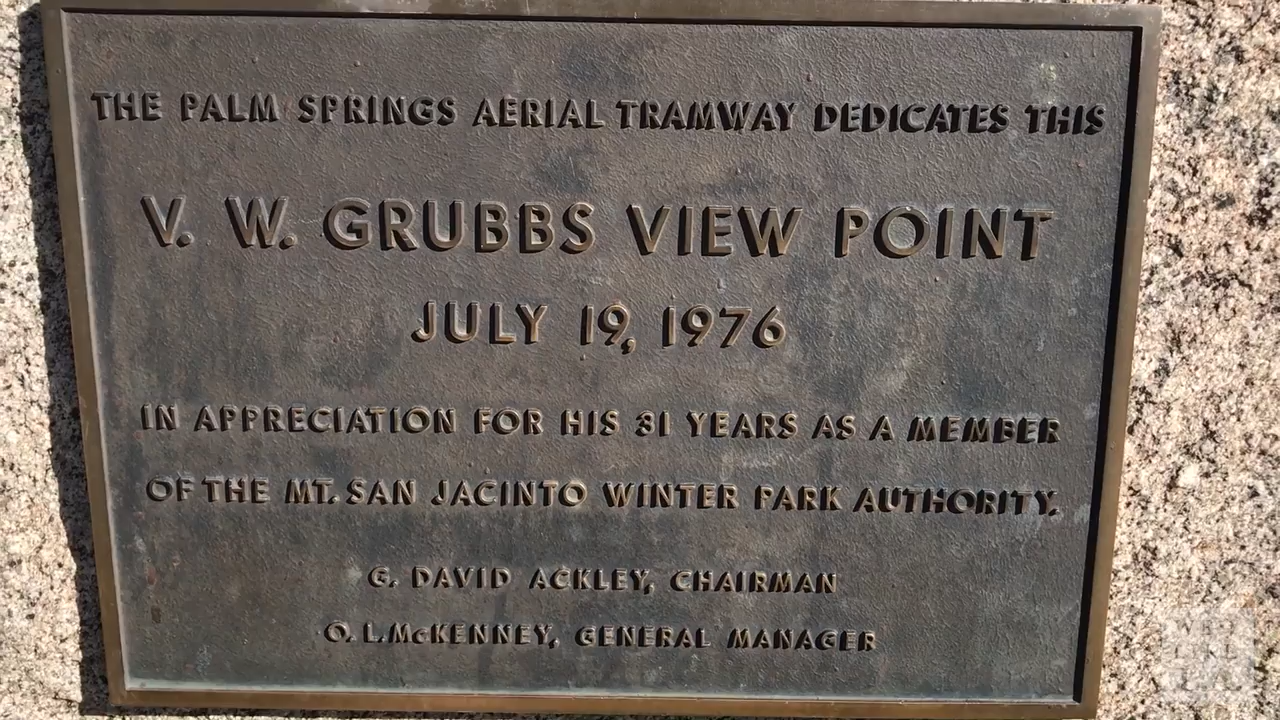 THE PALM SPRINGS AERIAL TRAMWAY DEDICATES THIS
V. W. GRUBBS VIEW POINT
JULY 19, 1976
IN APPRECIATION FOR HIS 31 YEARS AS A MEMBER
OF THE MT. SAN JACINTO WINTER PARK AUTHORITY.
G. DAVID ACKLEY, CHAIRMAN
O. L. McKENNEY, GENERAL MANAGER